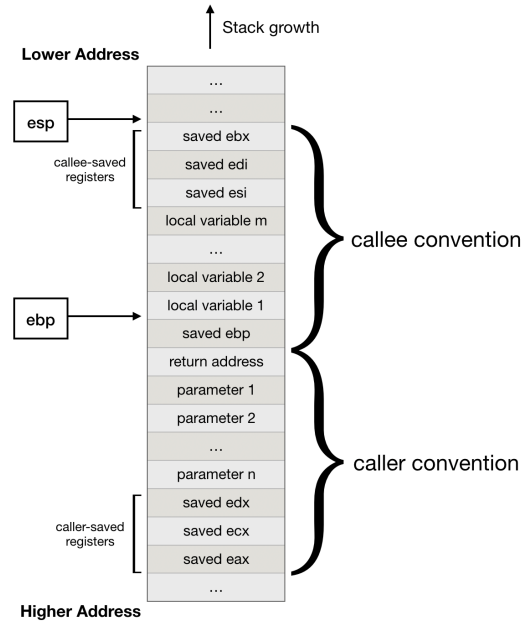 Stack growth
Lower Address
...
...
esp
saved ebx
callee-saved
registers
saved edi
saved esi
local variable m
callee convention
...
local variable 2
local variable 1
ebp
saved ebp
return address
parameter 1
parameter 2
...
caller convention
parameter n
saved edx
caller-saved
registers
saved ecx
saved eax
...
Higher Address